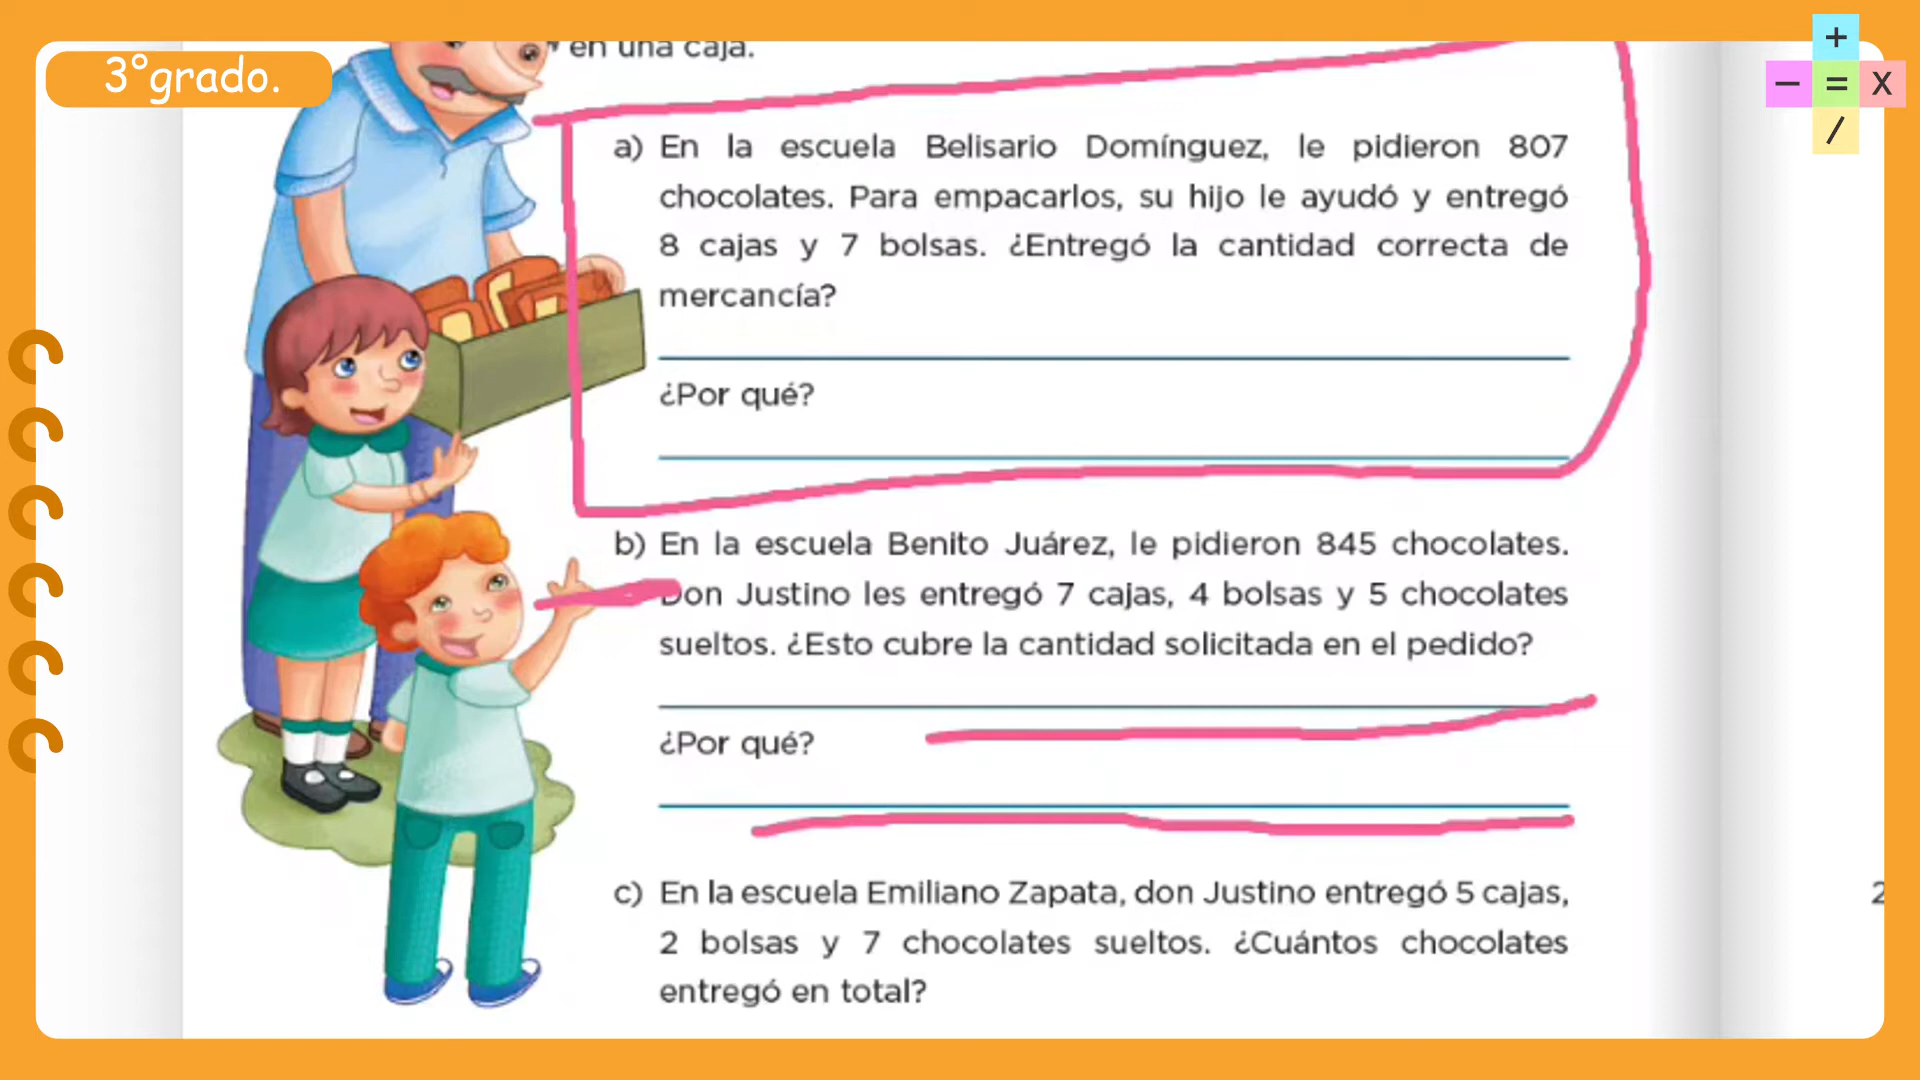 3°grado.
en una caja.
+
− = X
/
a) En la escuela Belisario Domínguez, le pidieron 807
chocolates. Para empacarlos, su hijo le ayudó y entregó
8 cajas y 7 bolsas. ¿Entregó la cantidad correcta de
mercancía?
¿Por qué?
b) En la escuela Benito Juárez, le pidieron 845 chocolates.
Don Justino les entregó 7 cajas, 4 bolsas y 5 chocolates
sueltos. ¿Esto cubre la cantidad solicitada en el pedido?
¿Por qué?
c) En la escuela Emiliano Zapata, don Justino entregó 5 cajas,
2 bolsas y 7 chocolates sueltos. ¿Cuántos chocolates
entregó en total?
2